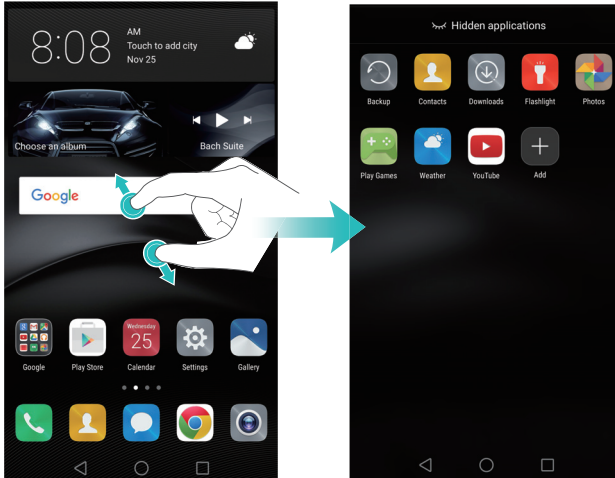 8:08
AM
Touch to add city
Nov 25
Choose an album
Bach Suite
Google
Wednesday
25
Google
Play Store
Calendar
Settings
Gallery
Hidden applications
Backup
Contacts
Downloads
Flashlight
Photos
Play Games
Weather
YouTube
Add